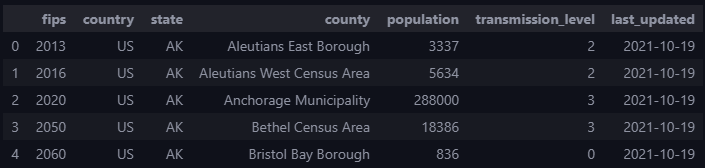 fips country state county population transmission_level last_updated
0 2013 US AK Aleutians East Borough 3337 2 2021-10-19
1 2016 US AK Aleutians West Census Area 5634 2 2021-10-19
2 2020 US AK Anchorage Municipality 288000 3 2021-10-19
3 2050 US AK Bethel Census Area 18386 3 2021-10-19
4 2060 US AK Bristol Bay Borough 836 0 2021-10-19